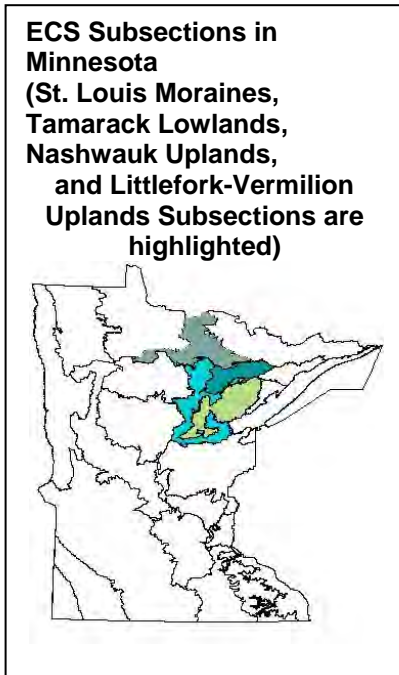 ECS Subsections in
Minnesota
(St. Louis Moraines,
Tamarack Lowlands,
Nashwauk Uplands,
and Littlefork-Vermilion
Uplands Subsections are
highlighted)